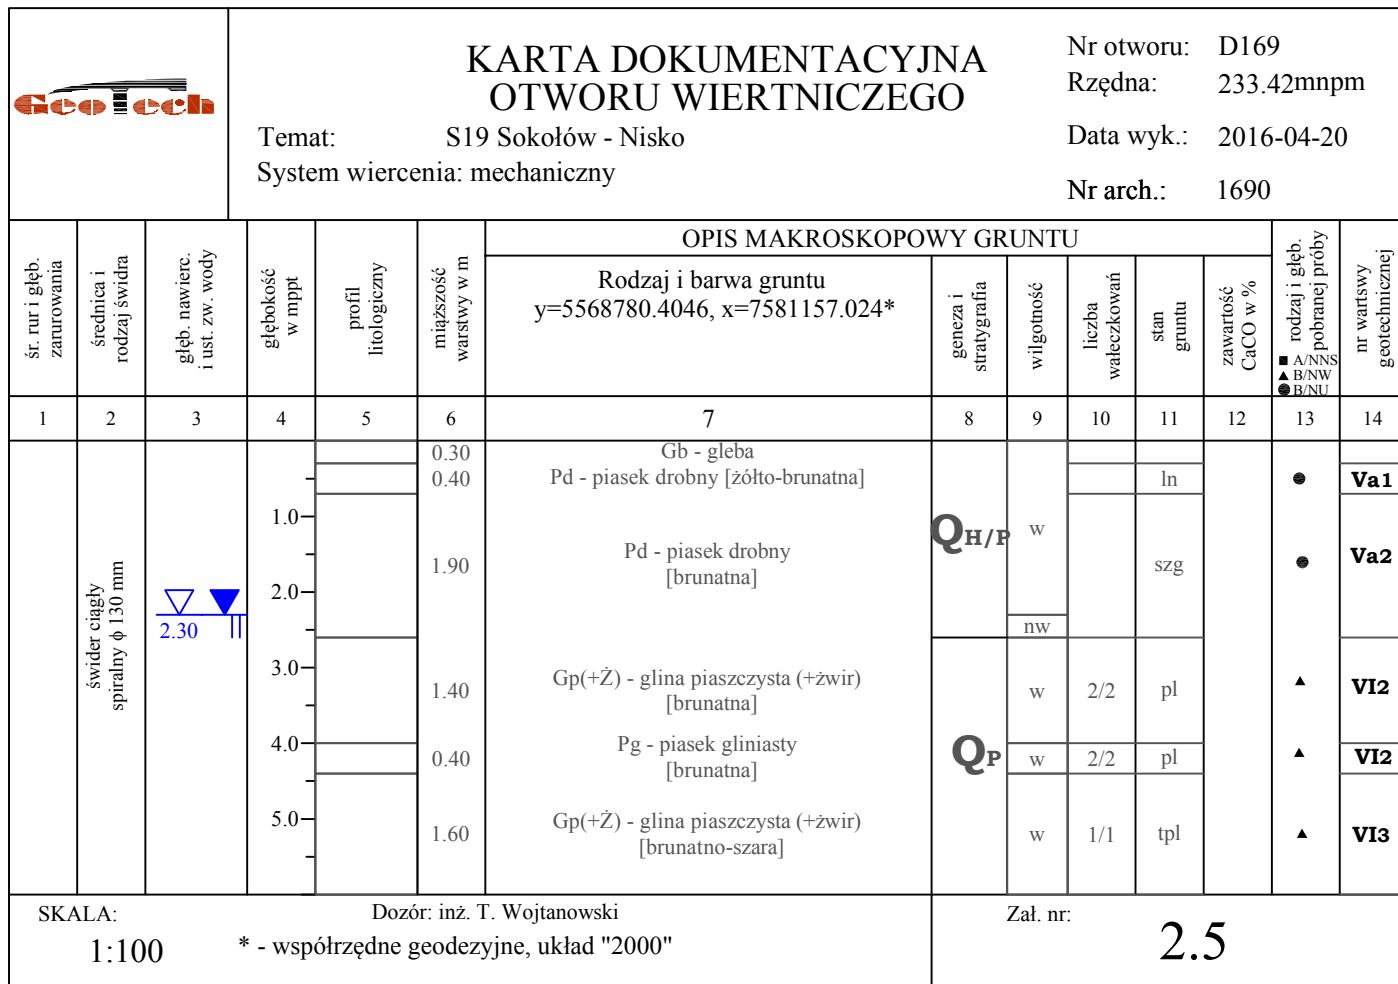 GeoTech
KARTA DOKUMENTACYJNA
OTWORU WIERTNICZEGO
Temat: S19 Sokołów - Nisko
System wiercenia: mechaniczny
Nr otworu: D169
Rzędna: 233.42mnpm
Data wyk.: 2016-04-20
Nr arch.: 1690
śr. rur i głęb.
zarurowania
średnica i
rodzaj świdra
głęb. nawierc.
i ust. zw. wody
głębokość
w mppt
profil
litologiczny
miąższość
warstwy w m
OPIS MAKROSKOPOWY GRUNTU
Rodzaj i barwa gruntu
y=5568780.4046, x=7581157.024*
geneza i
stratygrafia
wilgotność
liczba
wałeczkowań
stan
gruntu
zawartość
CaCO w %
rodzaj i głęb.
pobranej próby
■ A/NNS
▲ B/NW
● B/NU
nr wartswy
geotechnicznej
1 2 3 4 5 6 7 8 9 10 11 12 13 14
świder ciągły
spiralny ϕ 130 mm
2.30
1.0
2.0
3.0
4.0
5.0
0.30 Gb - gleba
0.40 Pd - piasek drobny [żółto-brunatna] ln Va1
1.90 Pd - piasek drobny
[brunatna]
QH/P w szg Va2
nw
1.40 Gp(+Ż) - glina piaszczysta (+żwir)
[brunatna]
w 2/2 pl VI2
0.40 Pg - piasek gliniasty
[brunatna]
QP w 2/2 pl VI2
1.60 Gp(+Ż) - glina piaszczysta (+żwir)
[brunatno-szara]
w 1/1 tpl VI3
SKALA:
1:100
Dozór: inż. T. Wojtanowski
* - współrzędne geodezyjne, układ "2000"
Zał. nr:
2.5